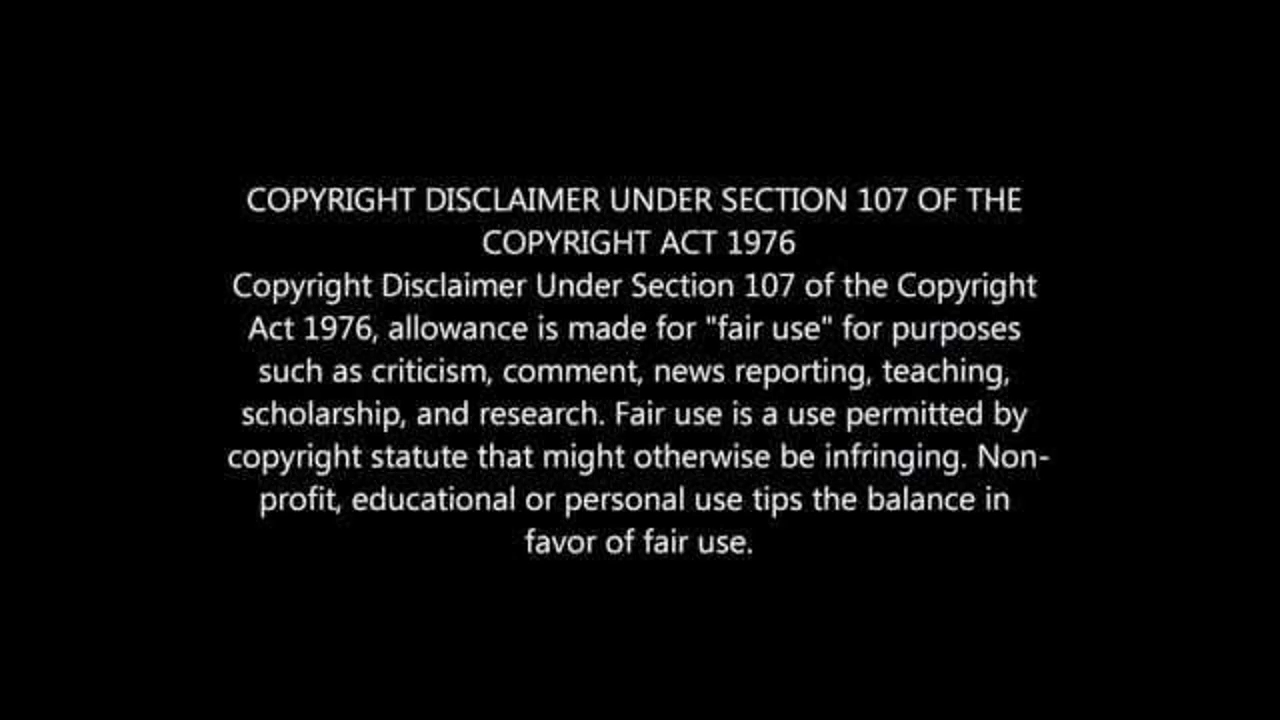 COPYRIGHT DISCLAIMER UNDER SECTION 107 OF THE
COPYRIGHT ACT 1976
Copyright Disclaimer Under Section 107 of the Copyright
Act 1976, allowance is made for "fair use" for purposes
such as criticism, comment, news reporting, teaching,
scholarship, and research. Fair use is a use permitted by
copyright statute that might otherwise be infringing. Non-
profit, educational or personal use tips the balance in
favor of fair use.